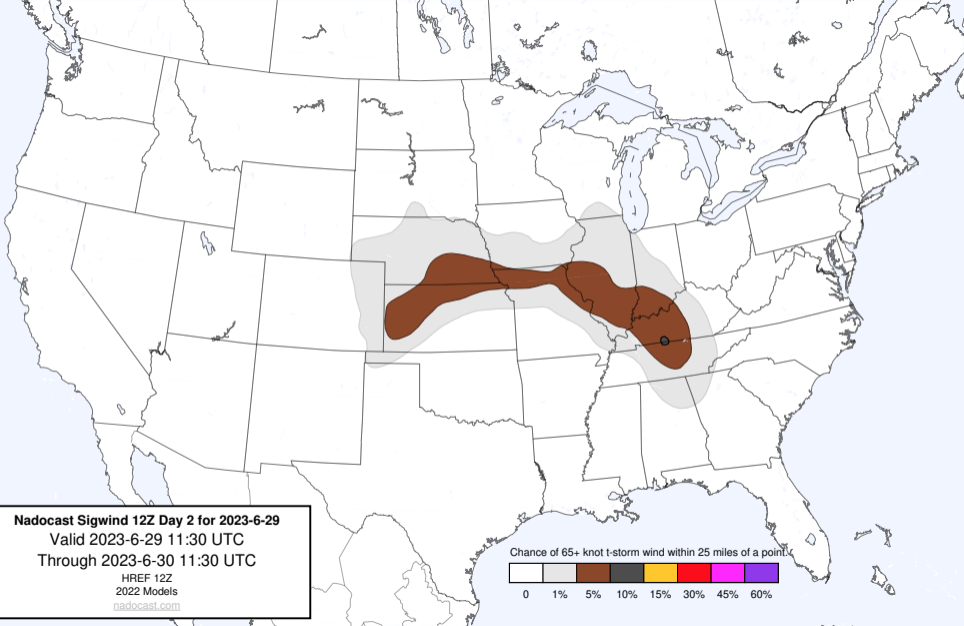 Nadocast Sigwind 12Z Day 2 for 2023-6-29
Valid 2023-6-29 11:30 UTC
Through 2023-6-30 11:30 UTC
HREF 12Z
2022 Models
nadocast.com
Chance of 65+ knot t-storm wind within 25 miles of a point.
0 1% 5% 10% 15% 30% 45% 60%